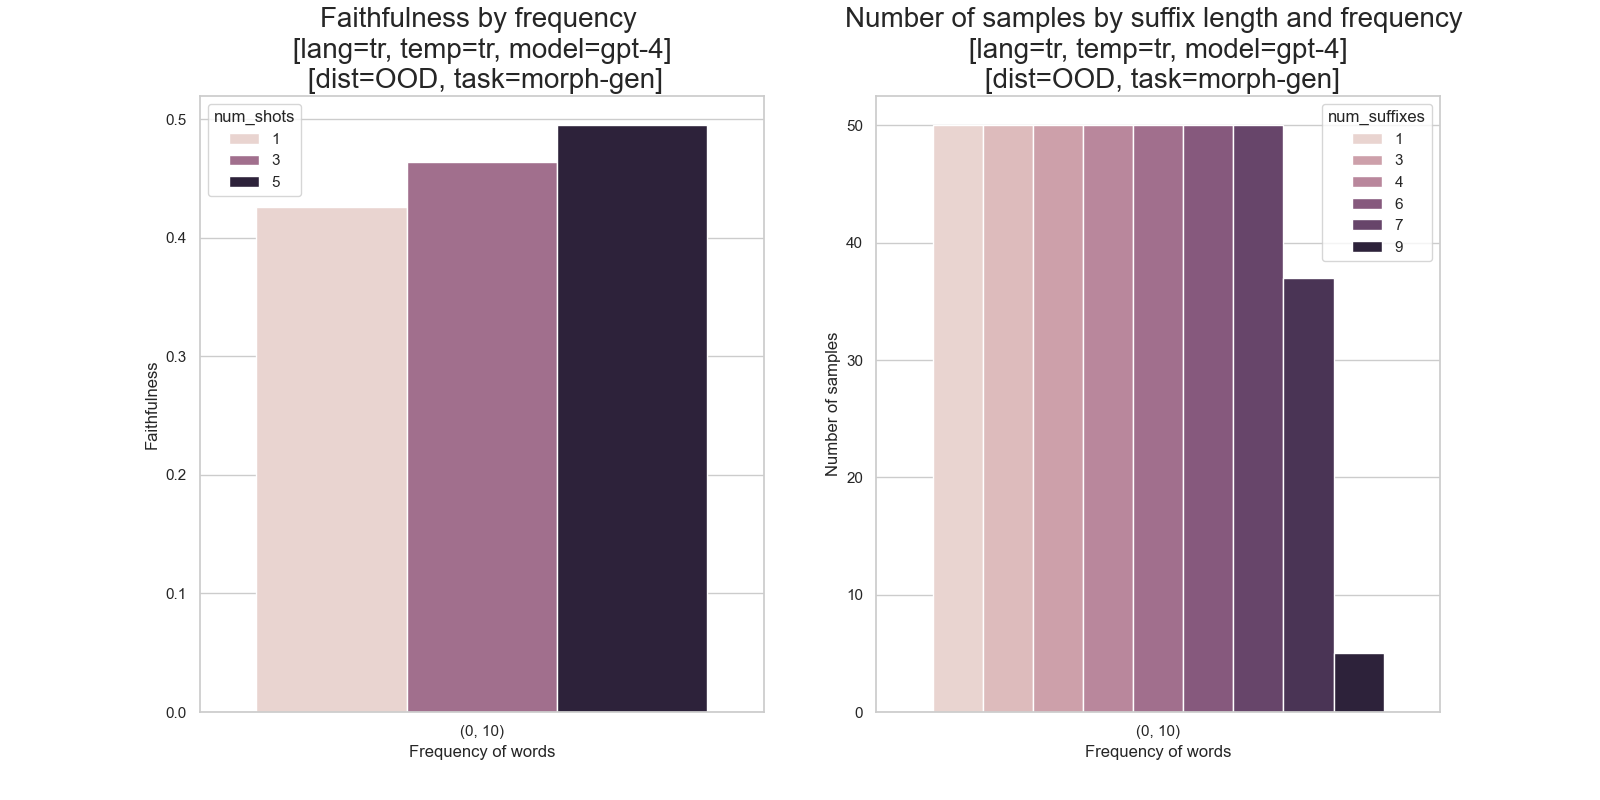 Faithfulness by frequency
[lang=tr, temp=tr, model=gpt-4]
[dist=OOD, task=morph-gen]
num_shots
1
3
5
0.5
0.4
0.3
0.2
0.1
0.0
Faithfulness
(0, 10)
Frequency of words
Number of samples by suffix length and frequency
[lang=tr, temp=tr, model=gpt-4]
[dist=OOD, task=morph-gen]
num_suffixes
1
3
4
6
7
9
50
40
30
20
10
0
Number of samples
(0, 10)
Frequency of words